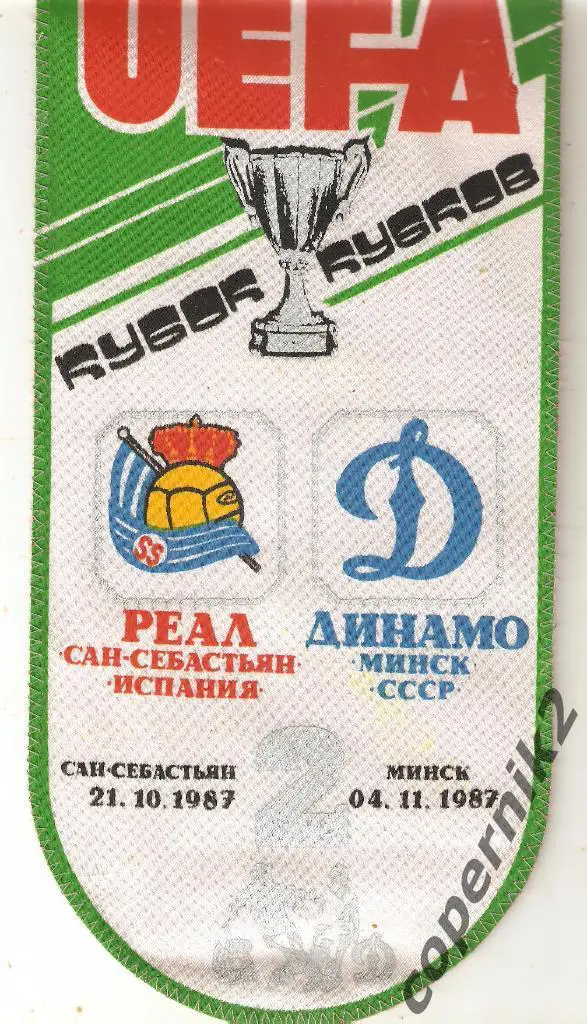 UEFA
КУБОК КУБКОВ
SS
Д
РЕАЛ
·САН-СЕБАСТЬЯН·
·ИСПАНИЯ·
ДИНАМО
·МИНСК·
·СССР·
САН-СЕБАСТЬЯН
21.10.1987
2
МИНСК
04.11.1987
copernik2